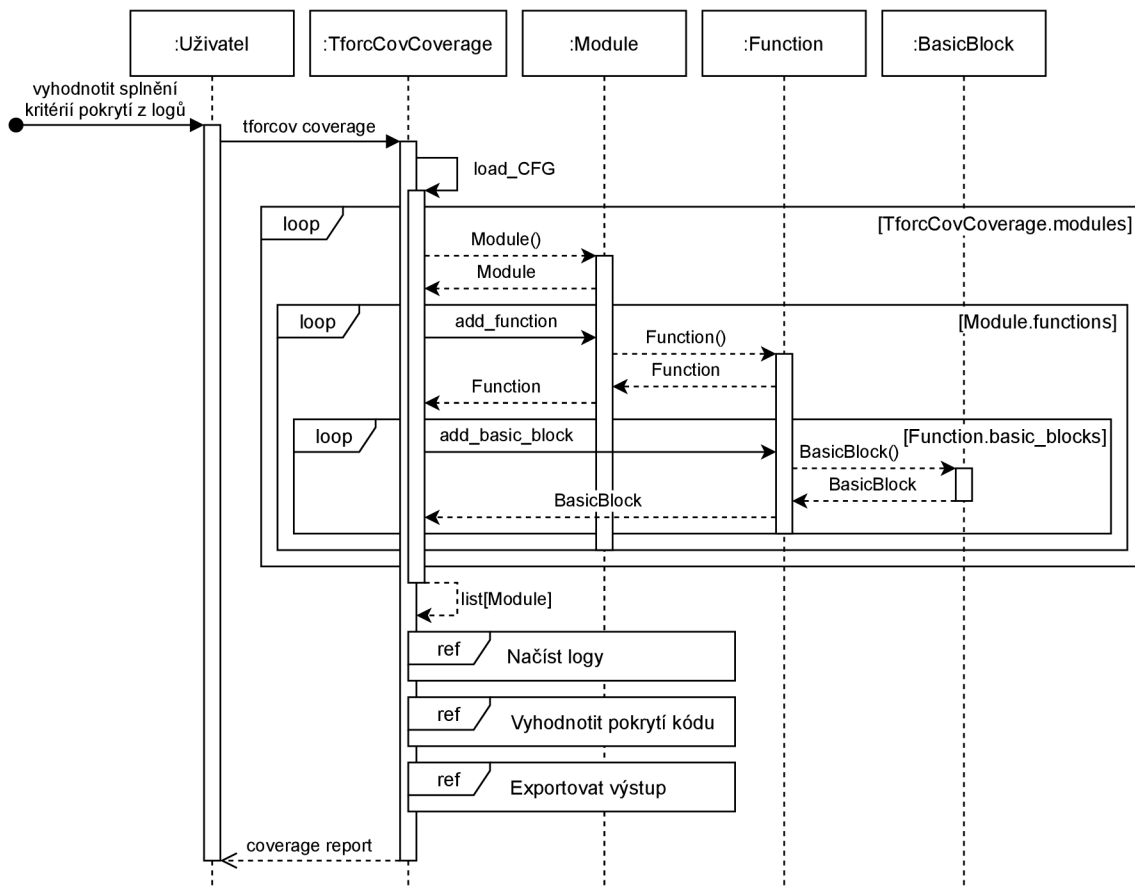 :Uživatel
:TforcCovCoverage
:Module
:Function
:BasicBlock
vyhodnotit splnění
kritérií pokrytí z logů
tforcov coverage
load_CFG
loop
[TforcCovCoverage.modules]
Module()
Module
loop
[Module.functions]
add_function
Function()
Function
Function
loop
[Function.basic_blocks]
add_basic_block
BasicBlock()
BasicBlock
BasicBlock
list[Module]
ref
Načíst logy
ref
Vyhodnotit pokrytí kódu
ref
Exportovat výstup
coverage report